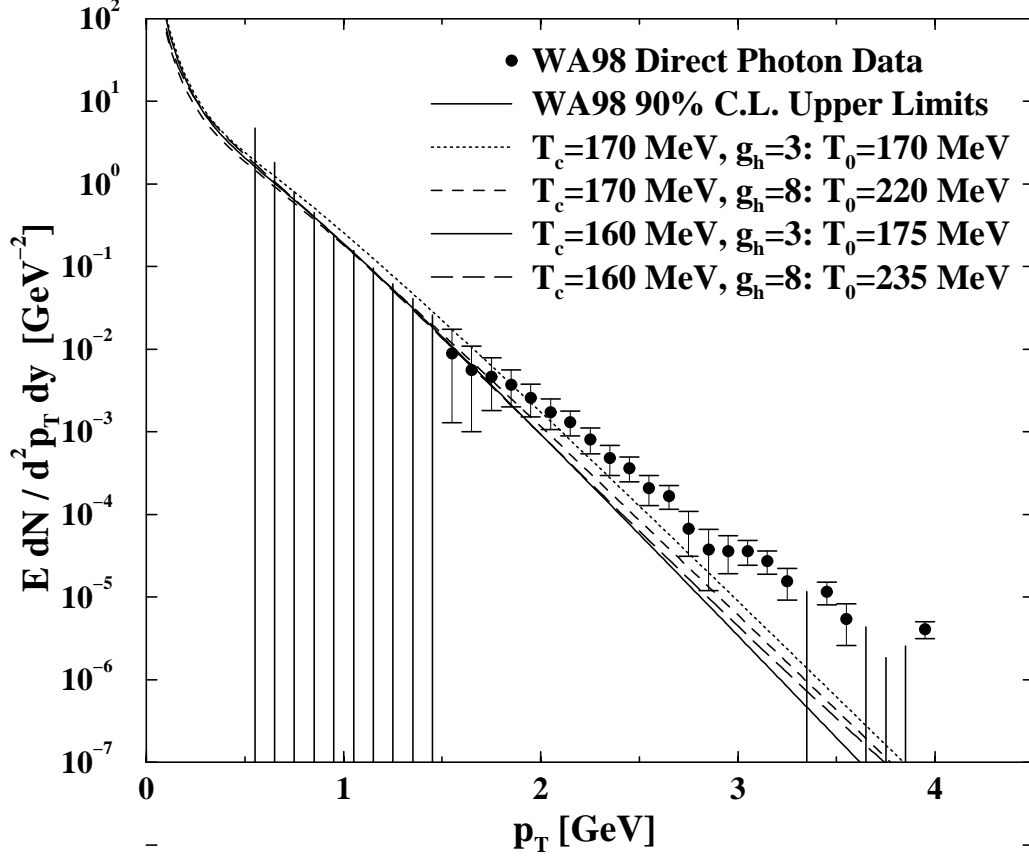 10²
10¹
10⁰
10⁻¹
10⁻²
10⁻³
10⁻⁴
10⁻⁵
10⁻⁶
10⁻⁷
E dN / d²p_T dy [GeV⁻²]
WA98 Direct Photon Data
WA98 90% C.L. Upper Limits
T_c=170 MeV, g_h=3: T_0=170 MeV
T_c=170 MeV, g_h=8: T_0=220 MeV
T_c=160 MeV, g_h=3: T_0=175 MeV
T_c=160 MeV, g_h=8: T_0=235 MeV
0 1 2 3 4
p_T [GeV]